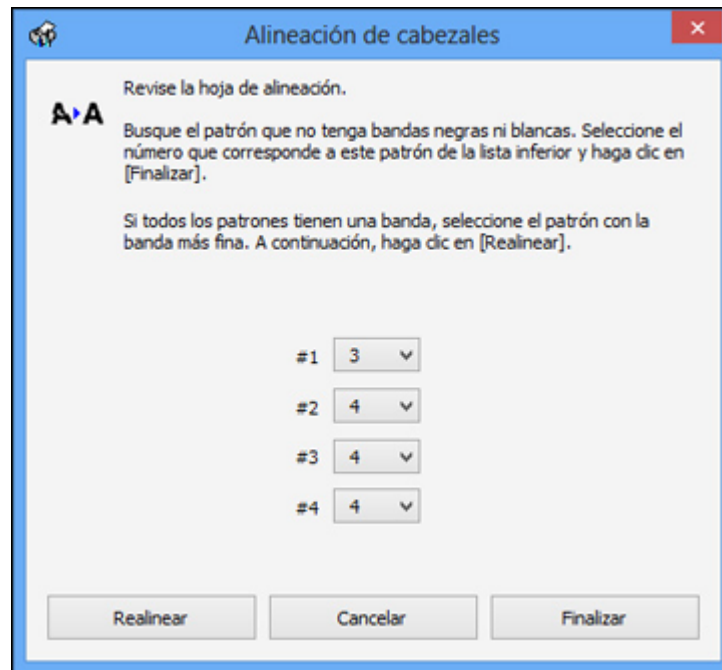 Alineación de cabezales
Revise la hoja de alineación.
A A
Busque el patrón que no tenga bandas negras ni blancas. Seleccione el
número que corresponde a este patrón de la lista inferior y haga clic en
[Finalizar].
Si todos los patrones tienen una banda, seleccione el patrón con la
banda más fina. A continuación, haga clic en [Realinear].
#1 3
#2 4
#3 4
#4 4
Realinear Cancelar Finalizar